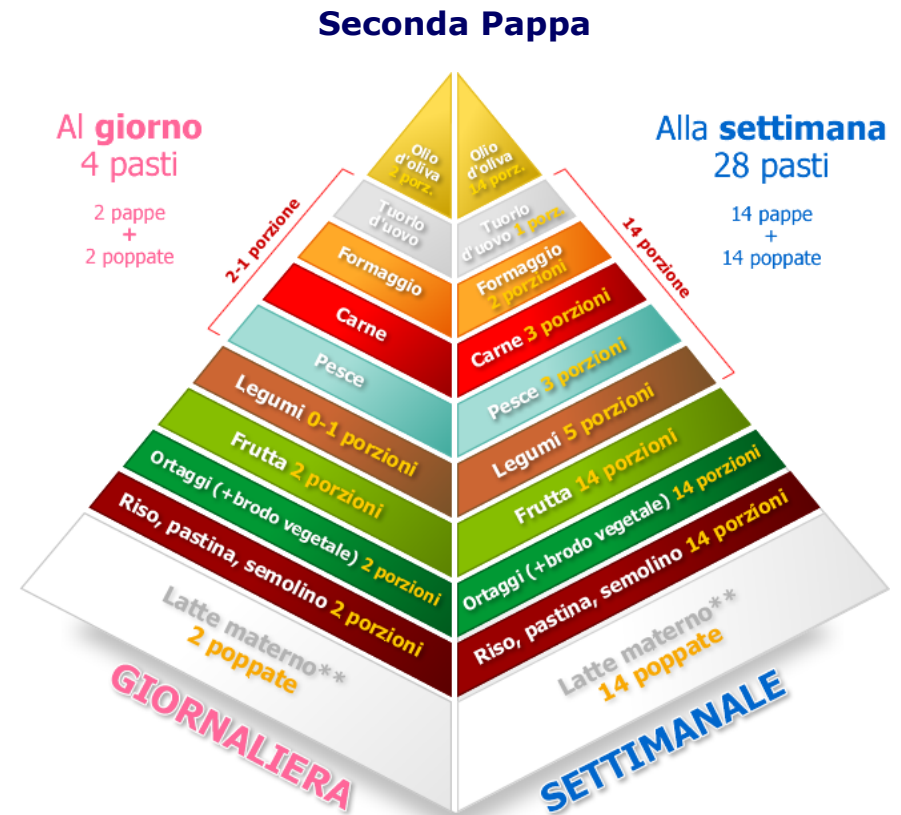 Seconda Pappa
Al giorno
4 pasti
2 pappe
+
2 poppate
Alla settimana
28 pasti
14 pappe
+
14 poppate
2-1 porzione
14 porzione
Olio
d'oliva
2 porz.
Tuorlo
d'uovo
Formaggio
Carne
Pesce
Legumi 0-1 porzioni
Frutta 2 porzioni
Ortaggi (+brodo vegetale) 2 porzioni
Riso, pastina, semolino 2 porzioni
Latte materno**
2 poppate
GIORNALIERA
Olio
d'oliva
14 porz.
Tuorlo
d'uovo 1 porz.
Formaggio
2 porzioni
Carne 3 porzioni
Pesce 3 porzioni
Legumi 5 porzioni
Frutta 14 porzioni
Ortaggi (+brodo vegetale) 14 porzioni
Riso, pastina, semolino 14 porzioni
Latte materno**
14 poppate
SETTIMANALE